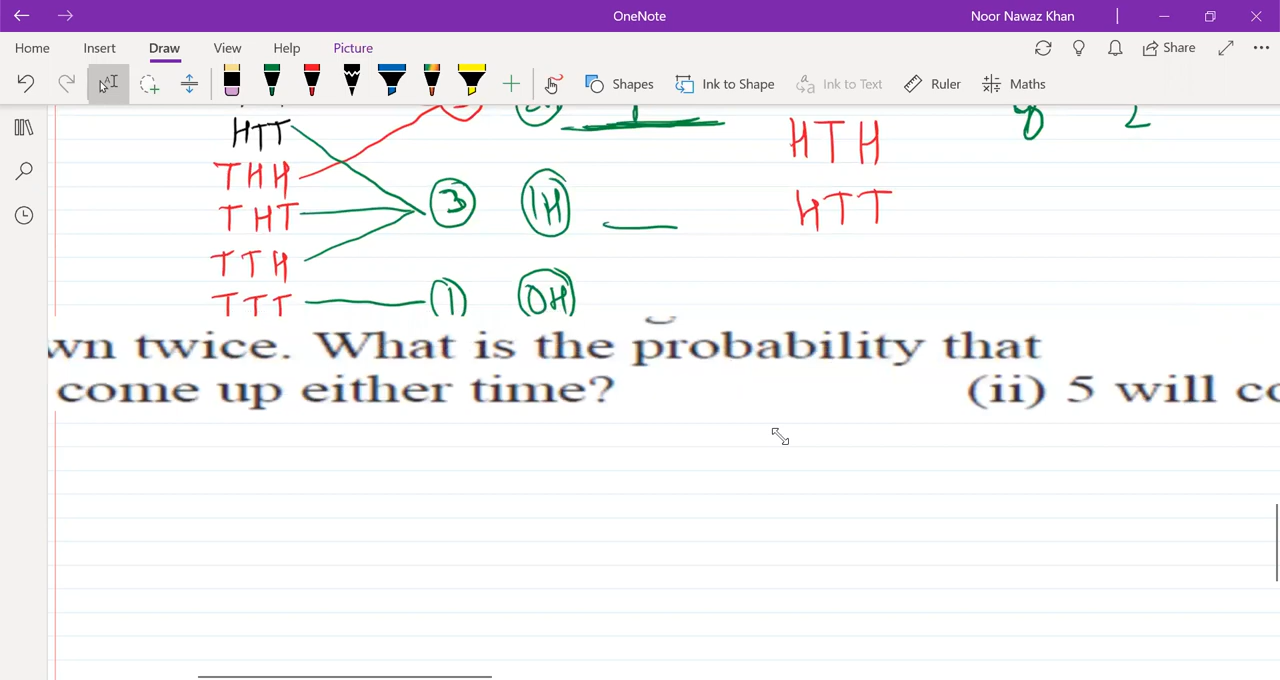 OneNote
Noor Nawaz Khan
Home Insert Draw View Help Picture
Share
Shapes Ink to Shape Ink to Text Ruler Maths
HTT
THH
THT
TTH
TTT
3 1H
1 0H
HTH
HTT
wn twice. What is the probability that
come up either time? (ii) 5 will co